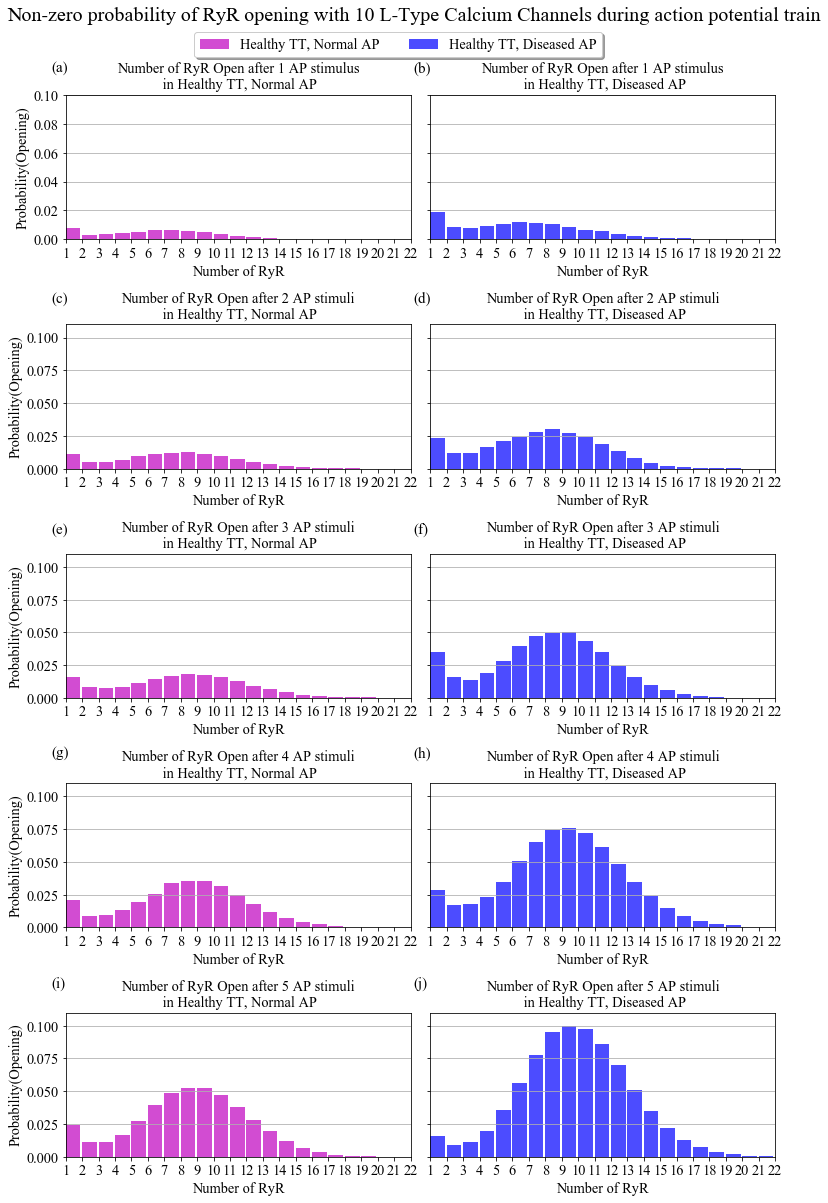 Non-zero probability of RyR opening with 10 L-Type Calcium Channels during action potential train
Healthy TT, Normal AP Healthy TT, Diseased AP
(a) Number of RyR Open after 1 AP stimulus
in Healthy TT, Normal AP
0.10
0.08
0.06
0.04
0.02
0.00
Probability(Opening)
1 2 3 4 5 6 7 8 9 10 11 12 13 14 15 16 17 18 19 20 21 22
Number of RyR
(b) Number of RyR Open after 1 AP stimulus
in Healthy TT, Diseased AP
1 2 3 4 5 6 7 8 9 10 11 12 13 14 15 16 17 18 19 20 21 22
Number of RyR
(c) Number of RyR Open after 2 AP stimuli
in Healthy TT, Normal AP
0.100
0.075
0.050
0.025
0.000
Probability(Opening)
1 2 3 4 5 6 7 8 9 10 11 12 13 14 15 16 17 18 19 20 21 22
Number of RyR
(d) Number of RyR Open after 2 AP stimuli
in Healthy TT, Diseased AP
1 2 3 4 5 6 7 8 9 10 11 12 13 14 15 16 17 18 19 20 21 22
Number of RyR
(e) Number of RyR Open after 3 AP stimuli
in Healthy TT, Normal AP
0.100
0.075
0.050
0.025
0.000
Probability(Opening)
1 2 3 4 5 6 7 8 9 10 11 12 13 14 15 16 17 18 19 20 21 22
Number of RyR
(f) Number of RyR Open after 3 AP stimuli
in Healthy TT, Diseased AP
1 2 3 4 5 6 7 8 9 10 11 12 13 14 15 16 17 18 19 20 21 22
Number of RyR
(g) Number of RyR Open after 4 AP stimuli
in Healthy TT, Normal AP
0.100
0.075
0.050
0.025
0.000
Probability(Opening)
1 2 3 4 5 6 7 8 9 10 11 12 13 14 15 16 17 18 19 20 21 22
Number of RyR
(h) Number of RyR Open after 4 AP stimuli
in Healthy TT, Diseased AP
1 2 3 4 5 6 7 8 9 10 11 12 13 14 15 16 17 18 19 20 21 22
Number of RyR
(i) Number of RyR Open after 5 AP stimuli
in Healthy TT, Normal AP
0.100
0.075
0.050
0.025
0.000
Probability(Opening)
1 2 3 4 5 6 7 8 9 10 11 12 13 14 15 16 17 18 19 20 21 22
Number of RyR
(j) Number of RyR Open after 5 AP stimuli
in Healthy TT, Diseased AP
1 2 3 4 5 6 7 8 9 10 11 12 13 14 15 16 17 18 19 20 21 22
Number of RyR